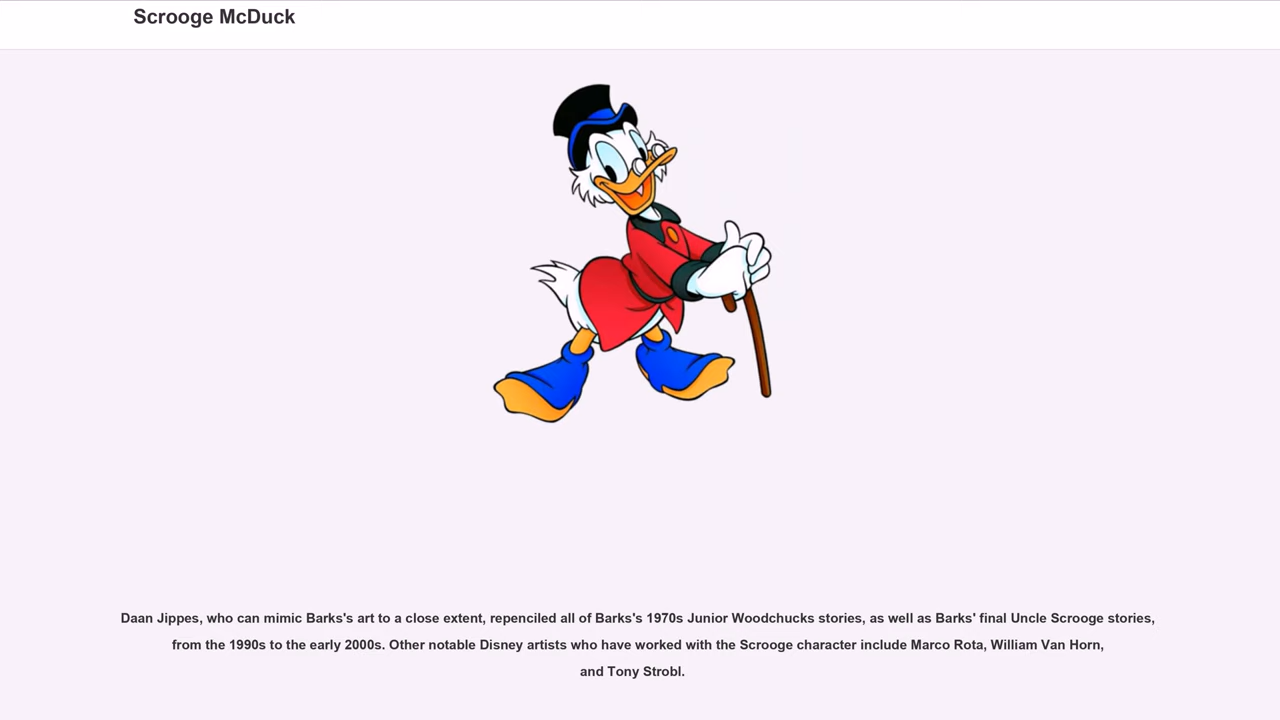 Scrooge McDuck
Daan Jippes, who can mimic Barks's art to a close extent, repenciled all of Barks's 1970s Junior Woodchucks stories, as well as Barks' final Uncle Scrooge stories,
from the 1990s to the early 2000s. Other notable Disney artists who have worked with the Scrooge character include Marco Rota, William Van Horn,
and Tony Strobl.